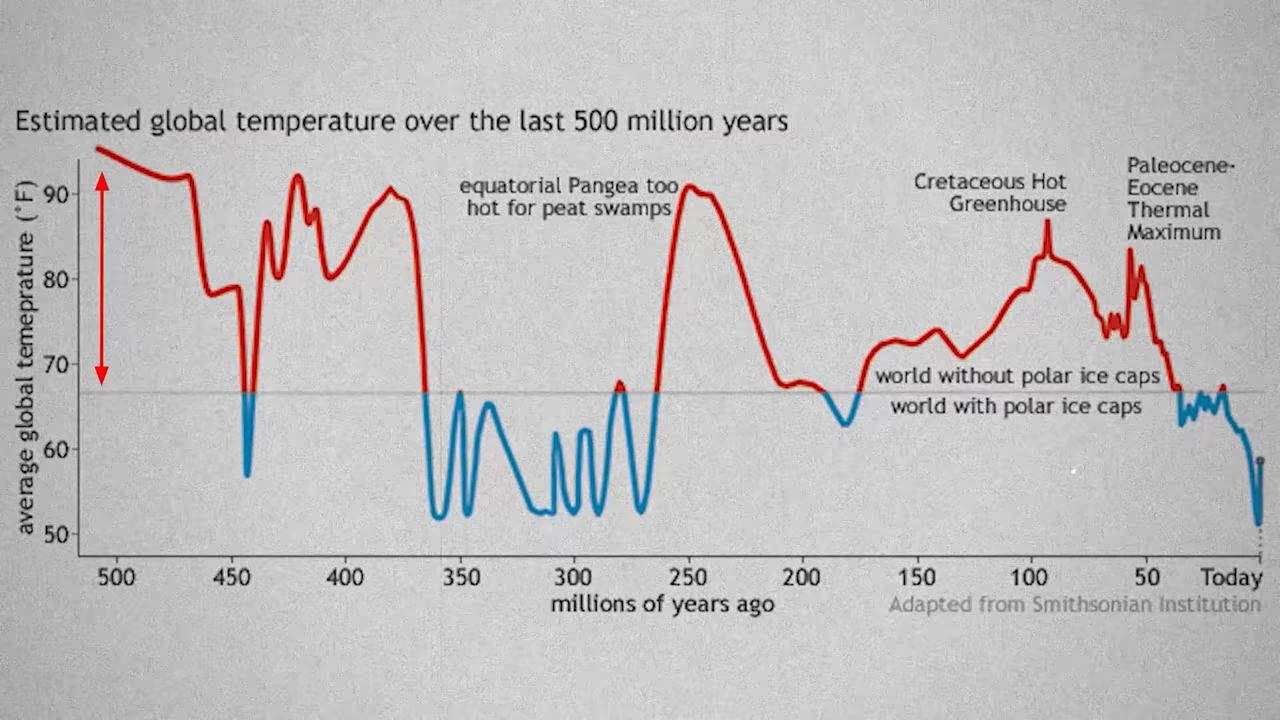 Estimated global temperature over the last 500 million years
average global temeprature (°F)
90
80
70
60
50
equatorial Pangea too
hot for peat swamps
Cretaceous Hot
Greenhouse
Paleocene-
Eocene
Thermal
Maximum
world without polar ice caps
world with polar ice caps
500 450 400 350 300 250 200 150 100 50 Today
millions of years ago
Adapted from Smithsonian Institution